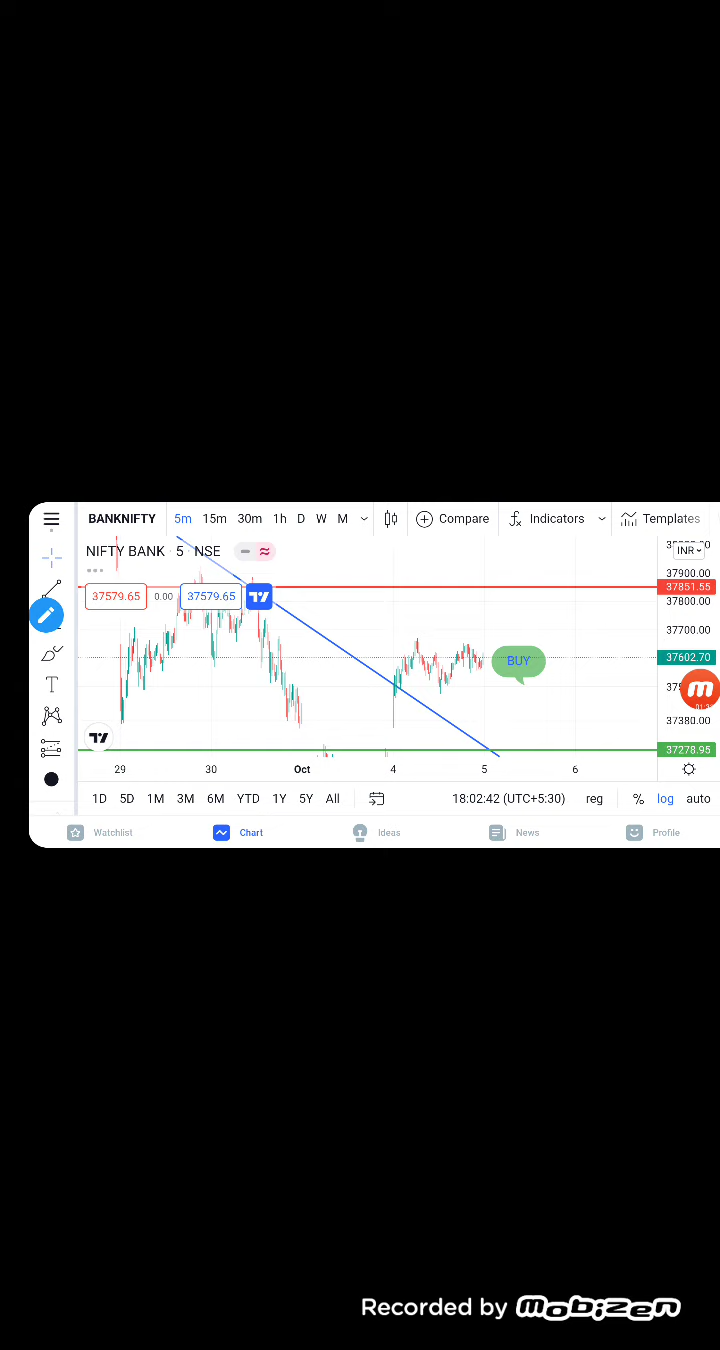 BANKNIFTY 5m 15m 30m 1h D W M Compare Indicators Templates
NIFTY BANK · 5 · NSE
INR
37900.00
37851.55
37579.65 0.00 37579.65
37800.00
37700.00
37602.70
BUY
01:3
37380.00
37278.95
29 30 Oct 4 5 6
1D 5D 1M 3M 6M YTD 1Y 5Y All 18:02:42 (UTC+5:30) reg % log auto
Watchlist Chart Ideas News Profile
Recorded by Mobizen